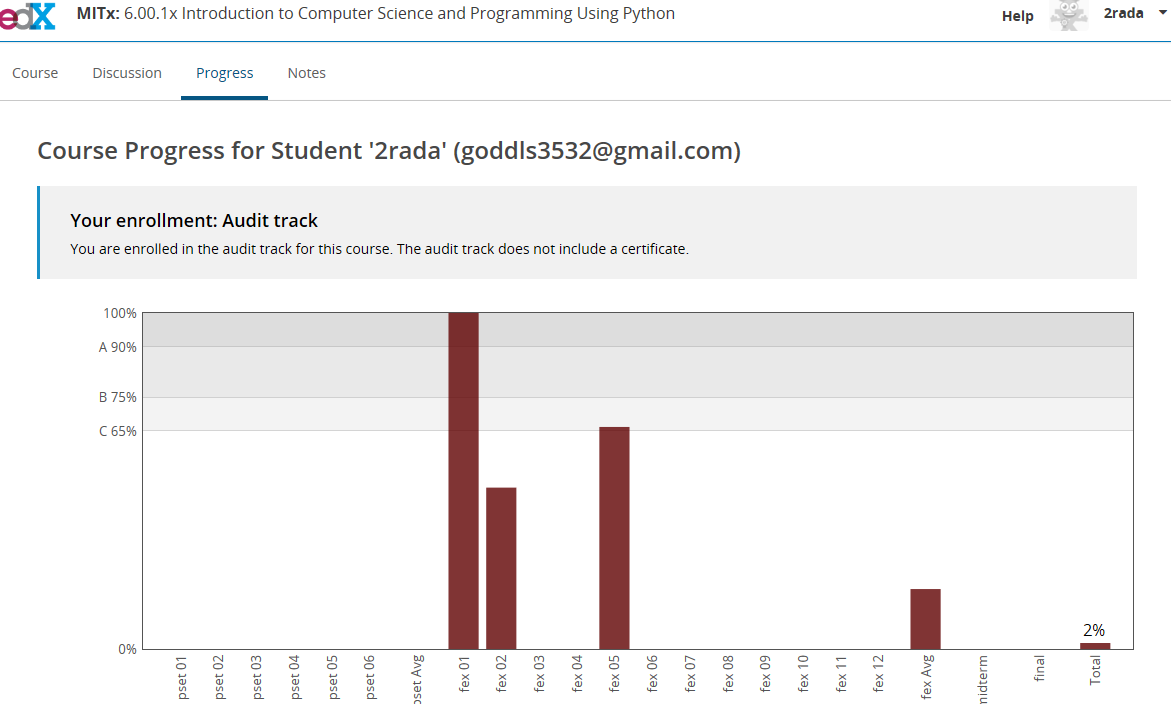 edX MITx: 6.00.1x Introduction to Computer Science and Programming Using Python Help 2rada
Course Discussion Progress Notes
Course Progress for Student '2rada' (goddls3532@gmail.com)
Your enrollment: Audit track
You are enrolled in the audit track for this course. The audit track does not include a certificate.
100%
A 90%
B 75%
C 65%
2%
0%
pset 01 pset 02 pset 03 pset 04 pset 05 pset 06 pset Avg fex 01 fex 02 fex 03 fex 04 fex 05 fex 06 fex 07 fex 08 fex 09 fex 10 fex 11 fex 12 fex Avg midterm final Total